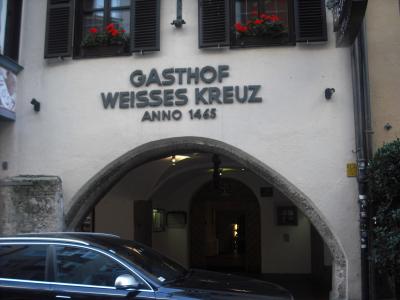 GASTHOF
WEISSES KREUZ
ANNO 1465